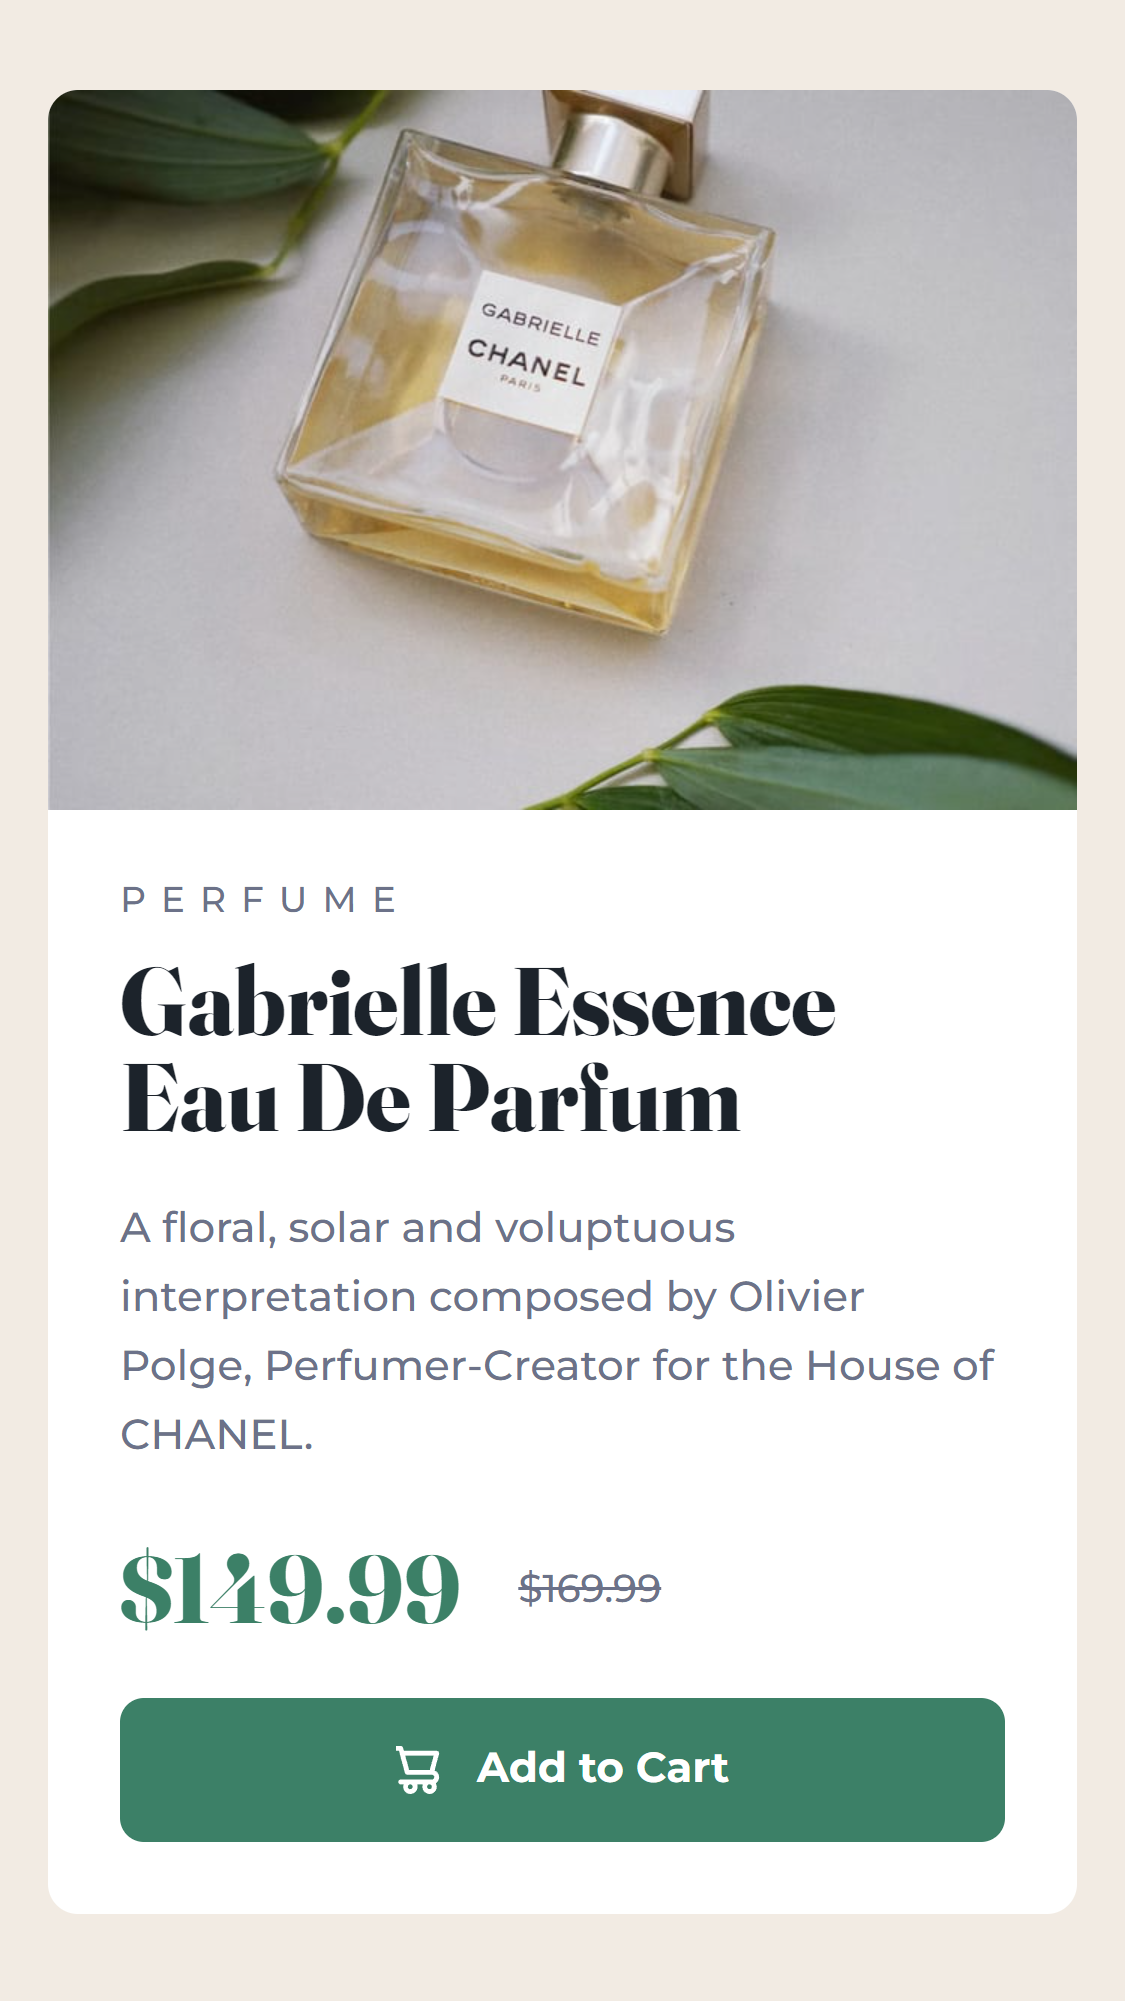 GABRIELLE
CHANEL
PARIS
PERFUME
Gabrielle Essence
Eau De Parfum
A floral, solar and voluptuous
interpretation composed by Olivier
Polge, Perfumer-Creator for the House of
CHANEL.
$149.99 $169.99
Add to Cart